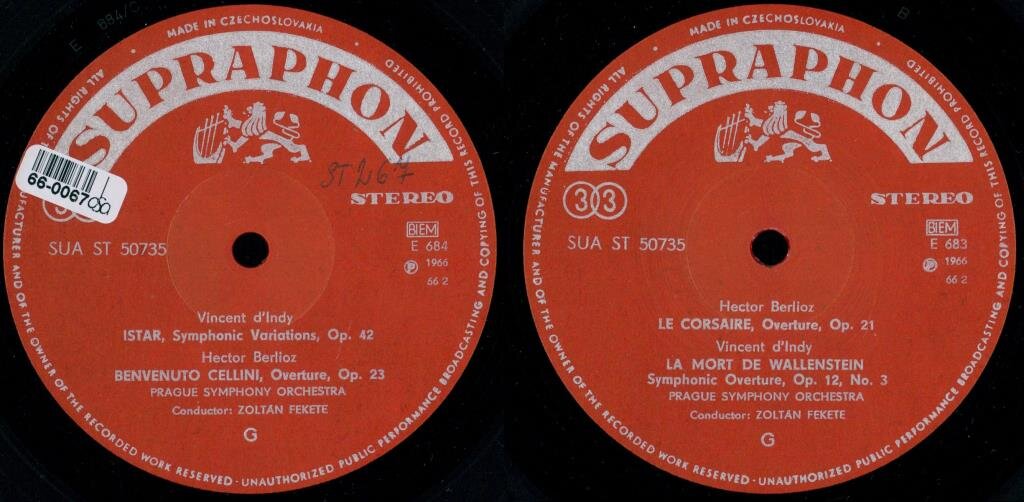 E 684/C
MADE IN CZECHOSLOVAKIA
SUPRAPHON
ST 267
66-0067
33
STEREO
SUA ST 50735
BIEM
E 684
Ⓟ 1966
66 2
Vincent d'Indy
ISTAR, Symphonic Variations, Op. 42
Hector Berlioz
BENVENUTO CELLINI, Overture, Op. 23
PRAGUE SYMPHONY ORCHESTRA
Conductor: ZOLTÁN FEKETE
G
ALL RIGHTS OF MANUFACTURER AND OF THE OWNER OF THE RECORDED WORK RESERVED - UNAUTHORIZED PUBLIC PERFORMANCE BROADCASTING AND COPYING OF THIS RECORD PROHIBITED
B
MADE IN CZECHOSLOVAKIA
SUPRAPHON
33
STEREO
SUA ST 50735
BIEM
E 683
Ⓟ 1966
66 2
Hector Berlioz
LE CORSAIRE, Overture, Op. 21
Vincent d'Indy
LA MORT DE WALLENSTEIN
Symphonic Overture, Op. 12, No. 3
PRAGUE SYMPHONY ORCHESTRA
Conductor: ZOLTÁN FEKETE
G
ALL RIGHTS OF THE MANUFACTURER AND OF THE OWNER OF THE RECORDED WORK RESERVED - UNAUTHORIZED PUBLIC PERFORMANCE BROADCASTING AND COPYING OF THIS RECORD PROHIBITED